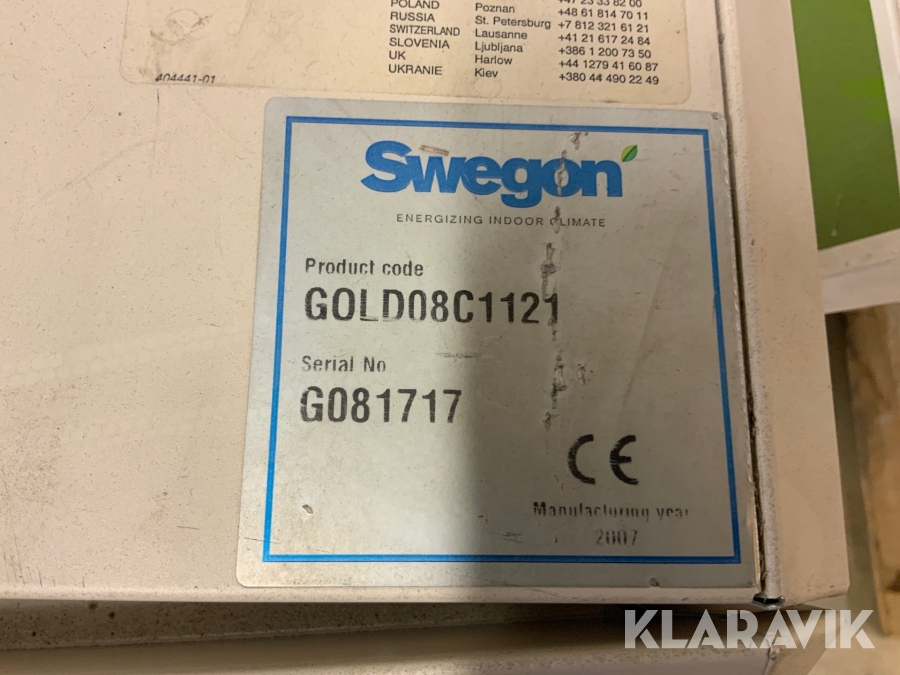 POLAND Poznan +48 61 814 70 11
RUSSIA St. Petersburg +7 812 321 61 21
SWITZERLAND Lausanne +41 21 617 24 84
SLOVENIA Ljubljana +386 1 200 73 50
UK Harlow +44 1279 41 60 87
UKRANIE Kiev +380 44 490 22 49
404441-01
Swegon
ENERGIZING INDOOR CLIMATE
Product code
GOLD08C1121
Serial No
G081717
CE
Manufacturing year
2007
KLARAVIK